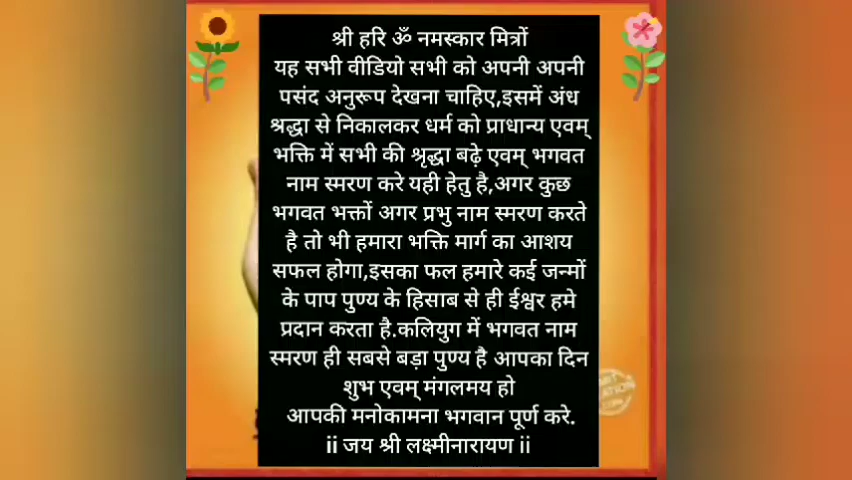 श्री हरि ॐ नमस्कार मित्रों
यह सभी वीडियो सभी को अपनी अपनी
पसंद अनुरूप देखना चाहिए,इसमें अंध
श्रद्धा से निकालकर धर्म को प्राधान्य एवम्
भक्ति में सभी की श्रृद्धा बढ़े एवम् भगवत
नाम स्मरण करे यही हेतु है,अगर कुछ
भगवत भक्तों अगर प्रभु नाम स्मरण करते
है तो भी हमारा भक्ति मार्ग का आशय
सफल होगा,इसका फल हमारे कई जन्मों
के पाप पुण्य के हिसाब से ही ईश्वर हमे
प्रदान करता है.कलियुग में भगवत नाम
स्मरण ही सबसे बड़ा पुण्य है आपका दिन
शुभ एवम् मंगलमय हो
आपकी मनोकामना भगवान पूर्ण करे.
ii जय श्री लक्ष्मीनारायण ii